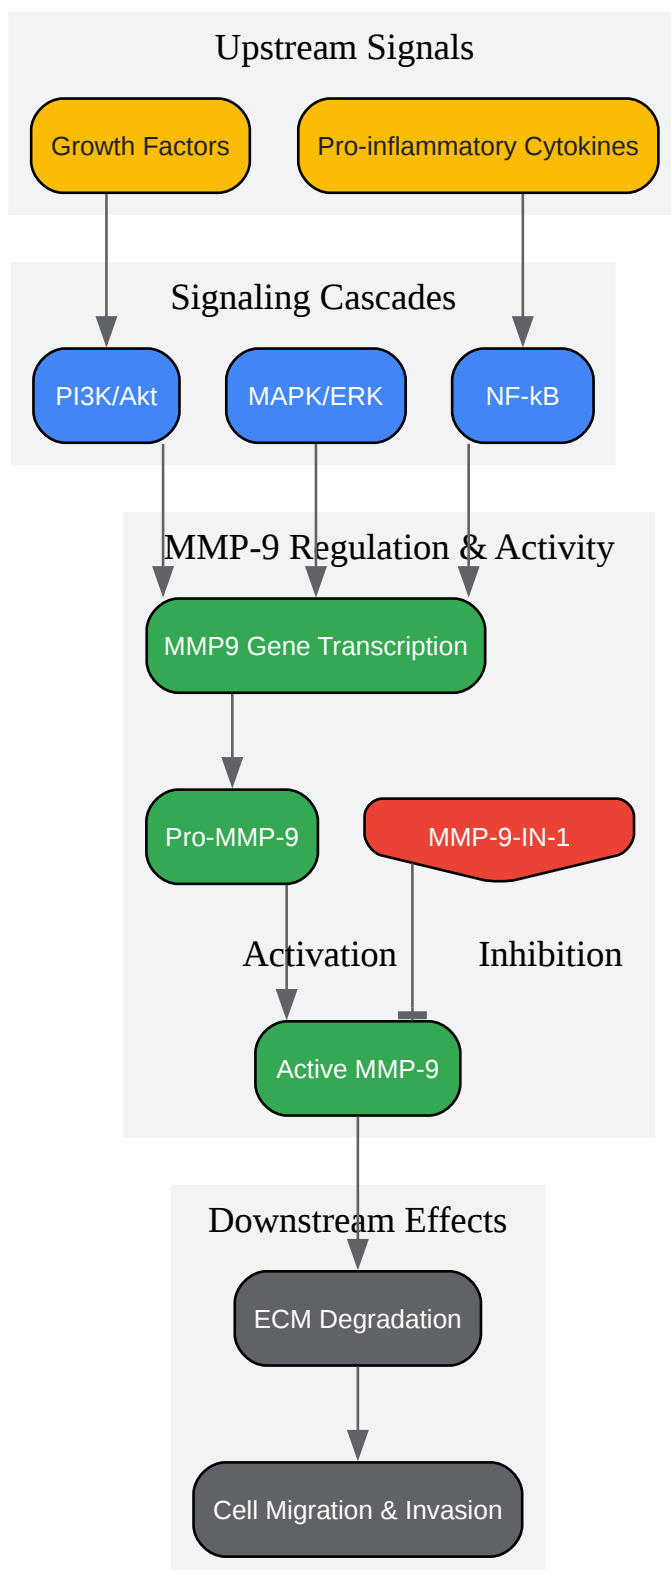 Upstream Signals
Growth Factors
Pro-inflammatory Cytokines
Signaling Cascades
PI3K/Akt
MAPK/ERK
NF-kB
MMP-9 Regulation & Activity
MMP9 Gene Transcription
Pro-MMP-9
MMP-9-IN-1
Activation
Inhibition
Active MMP-9
Downstream Effects
ECM Degradation
Cell Migration & Invasion